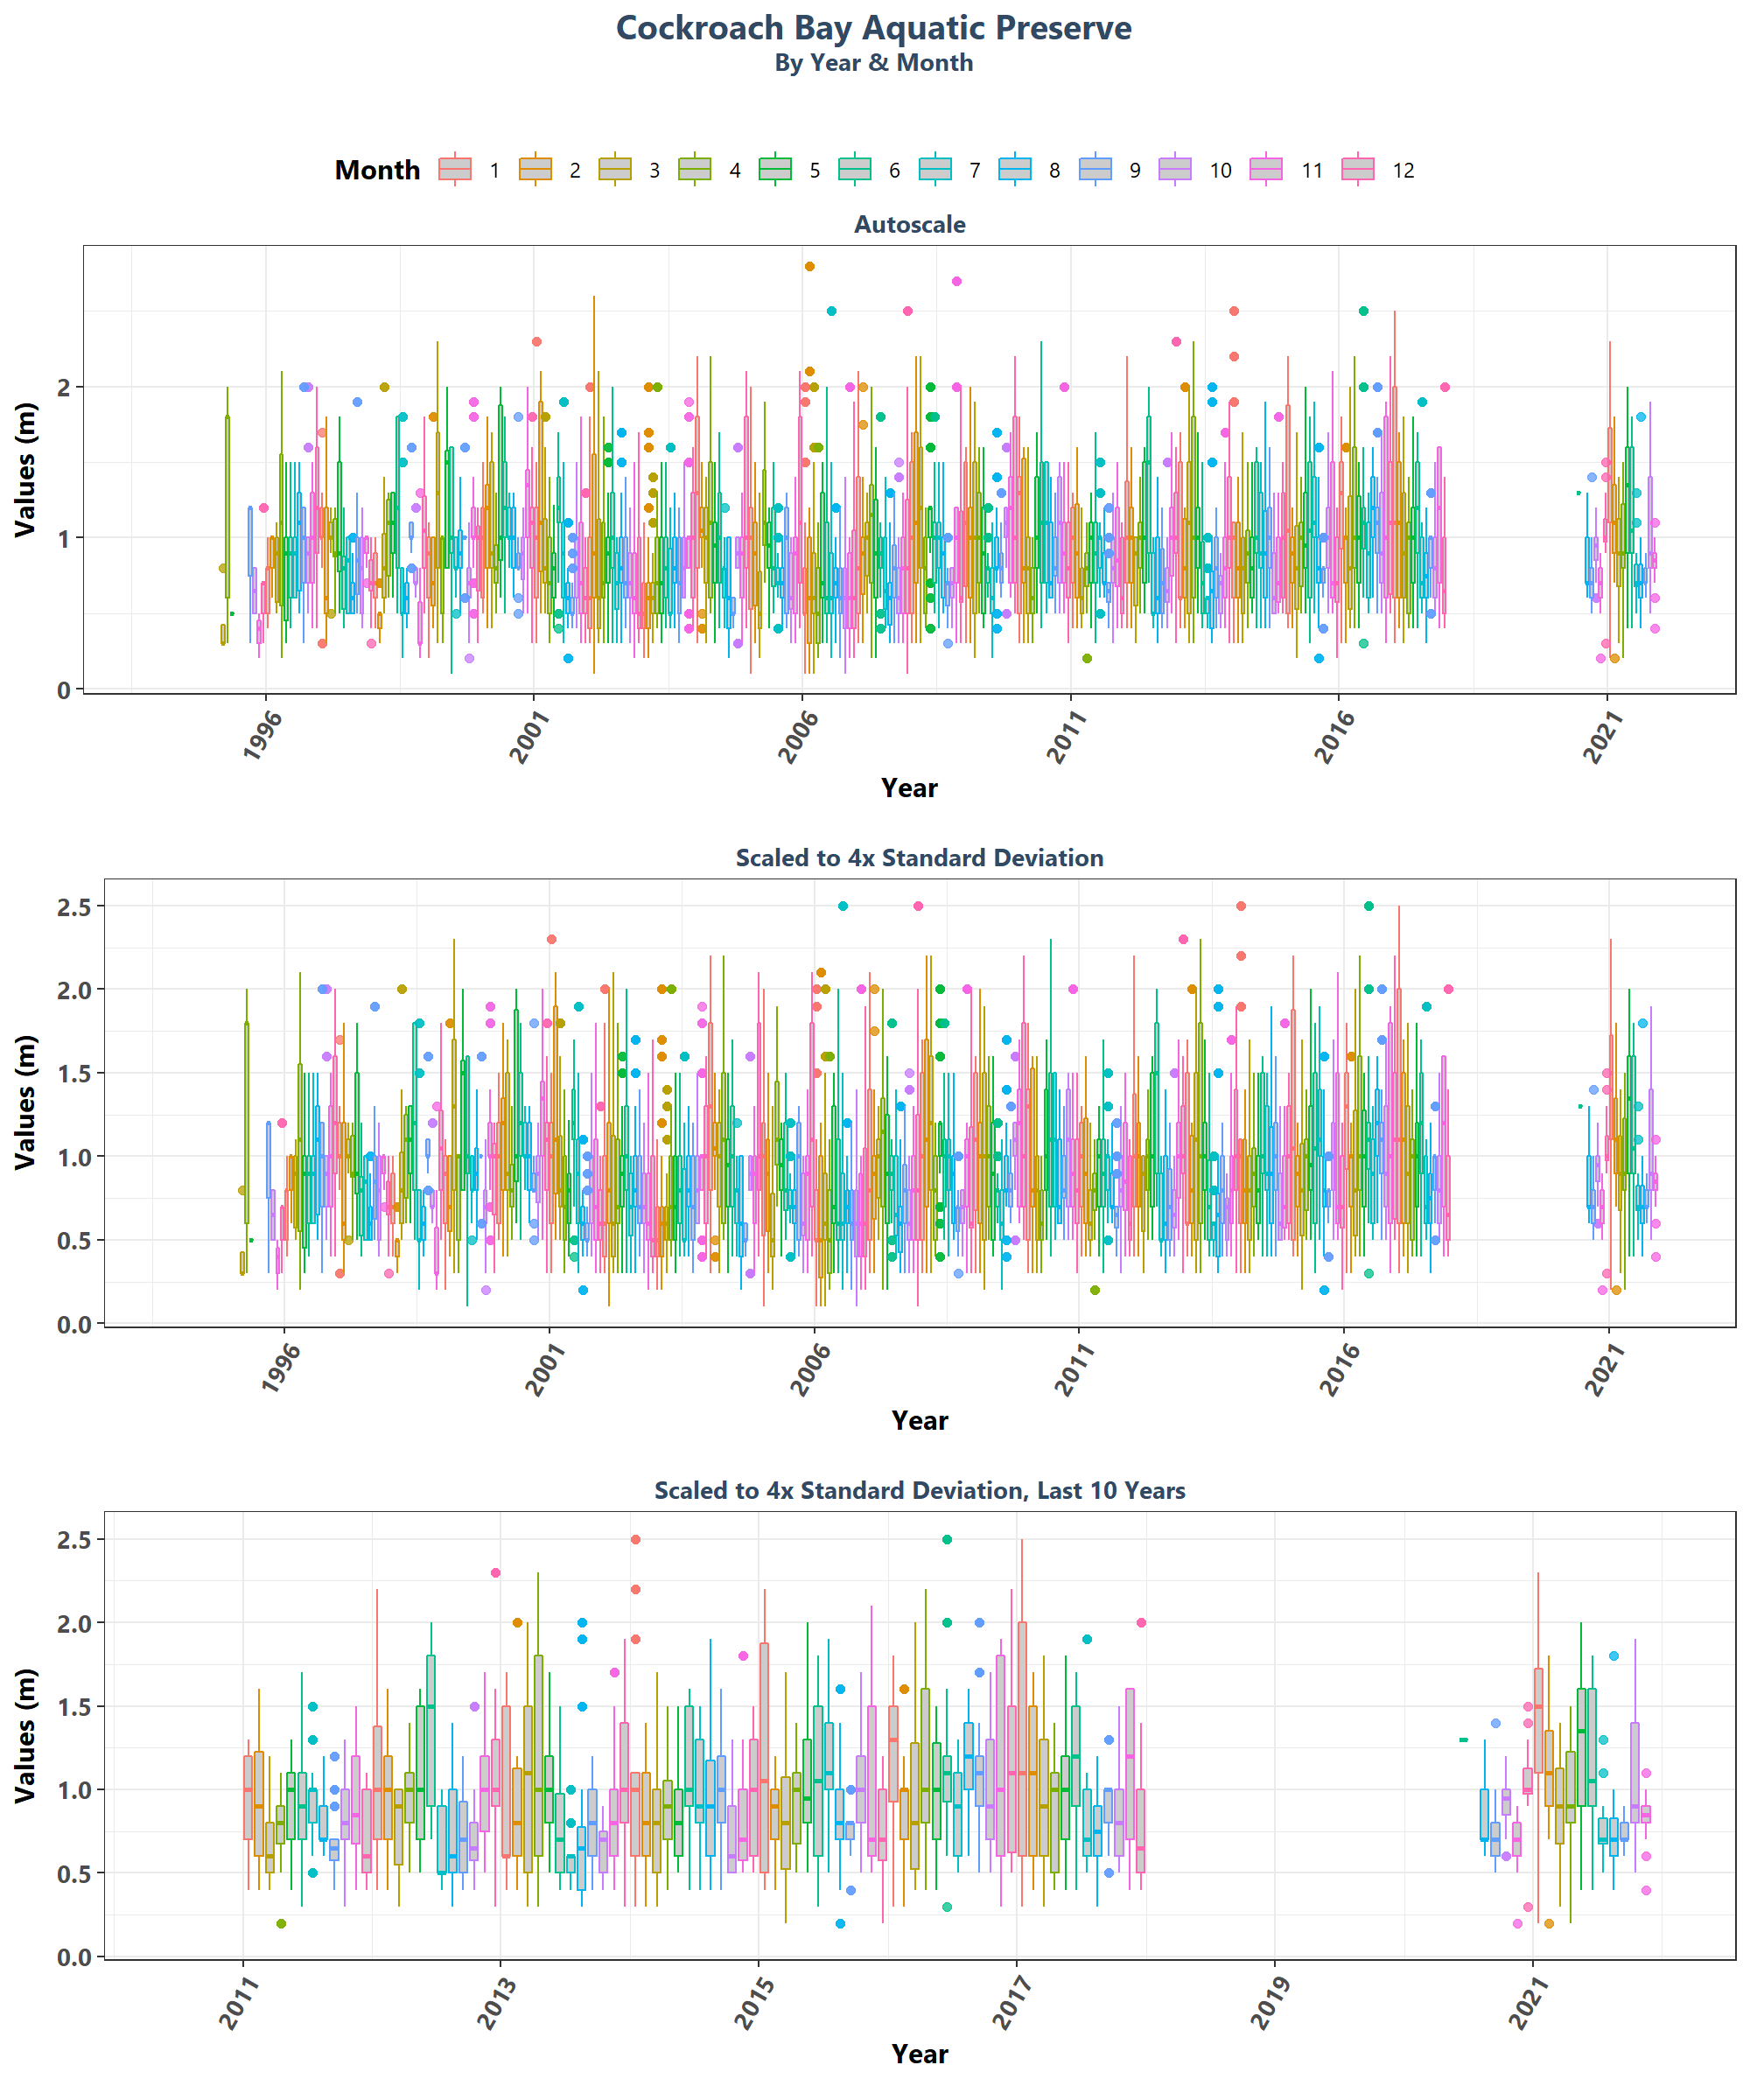 Cockroach Bay Aquatic Preserve
By Year & Month
Month 1 2 3 4 5 6 7 8 9 10 11 12
Autoscale
Values (m)
2
1
0
1996 2001 2006 2011 2016 2021
Year
Scaled to 4x Standard Deviation
Values (m)
2.5
2.0
1.5
1.0
0.5
0.0
1996 2001 2006 2011 2016 2021
Year
Scaled to 4x Standard Deviation, Last 10 Years
Values (m)
2.5
2.0
1.5
1.0
0.5
0.0
2011 2013 2015 2017 2019 2021
Year